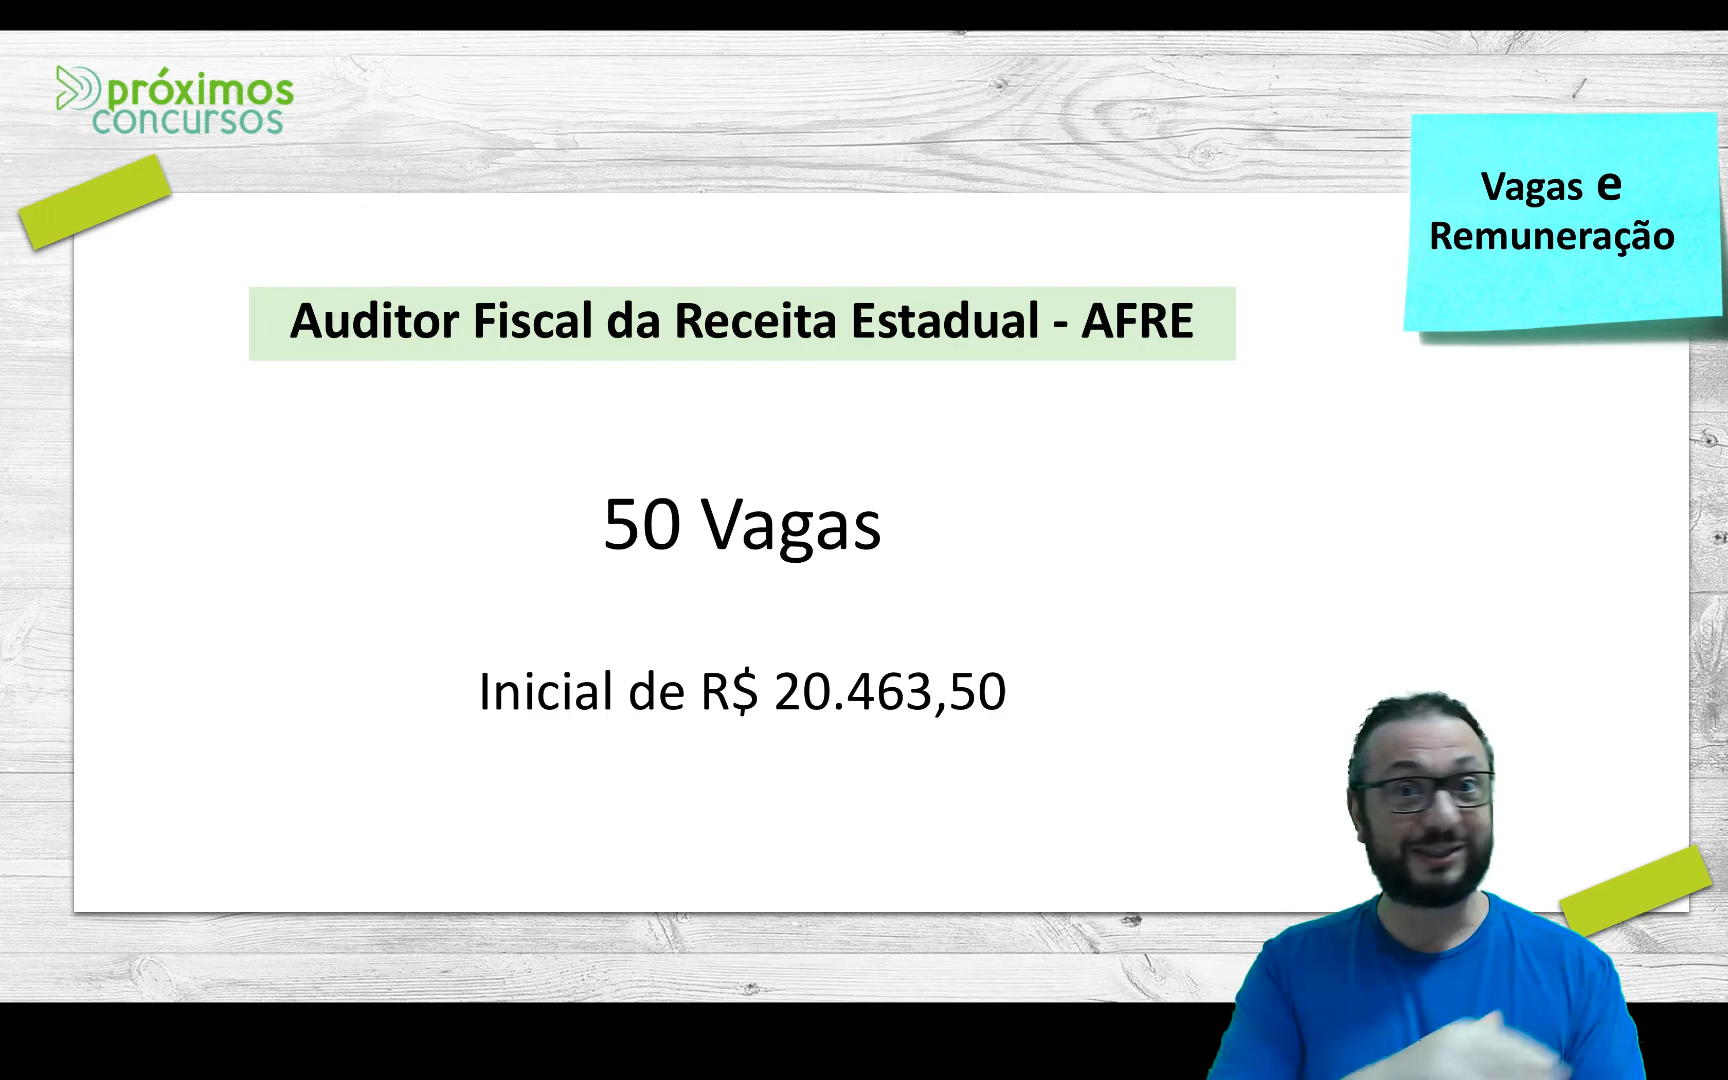 próximos
concursos
Vagas e
Remuneração
Auditor Fiscal da Receita Estadual - AFRE
50 Vagas
Inicial de R$ 20.463,50